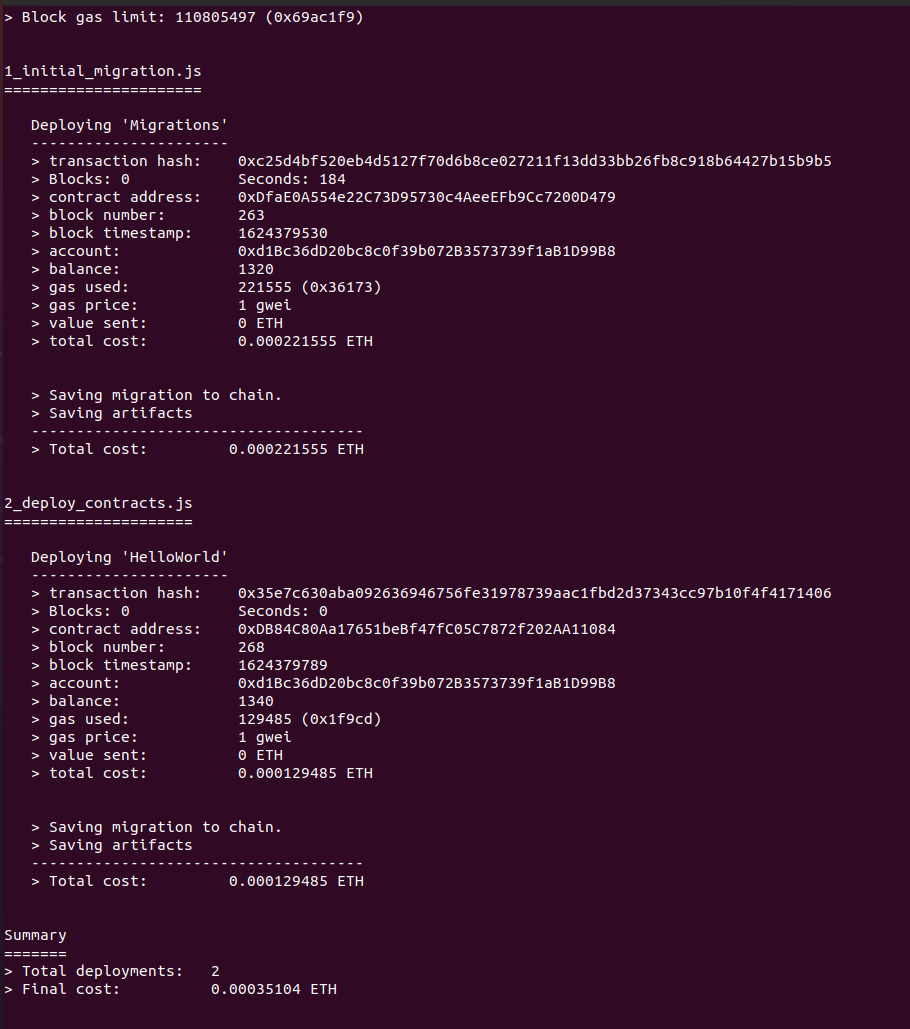 > Block gas limit: 110805497 (0x69ac1f9)
1_initial_migration.js
======================
Deploying 'Migrations'
----------------------
> transaction hash:    0xc25d4bf520eb4d5127f70d6b8ce027211f13dd33bb26fb8c918b64427b15b9b5
> Blocks: 0            Seconds: 184
> contract address:    0xDfaE0A554e22C73D95730c4AeeEFb9Cc7200D479
> block number:        263
> block timestamp:     1624379530
> account:             0xd1Bc36dD20bc8c0f39b072B3573739f1aB1D99B8
> balance:             1320
> gas used:            221555 (0x36173)
> gas price:           1 gwei
> value sent:          0 ETH
> total cost:          0.000221555 ETH
> Saving migration to chain.
> Saving artifacts
-------------------------------------
> Total cost:         0.000221555 ETH
2_deploy_contracts.js
=====================
Deploying 'HelloWorld'
----------------------
> transaction hash:    0x35e7c630aba092636946756fe31978739aac1fbd2d37343cc97b10f4f4171406
> Blocks: 0            Seconds: 0
> contract address:    0xDB84C80Aa17651beBf47fC05C7872f202AA11084
> block number:        268
> block timestamp:     1624379789
> account:             0xd1Bc36dD20bc8c0f39b072B3573739f1aB1D99B8
> balance:             1340
> gas used:            129485 (0x1f9cd)
> gas price:           1 gwei
> value sent:          0 ETH
> total cost:          0.000129485 ETH
> Saving migration to chain.
> Saving artifacts
-------------------------------------
> Total cost:         0.000129485 ETH
Summary
=======
> Total deployments:   2
> Final cost:          0.00035104 ETH